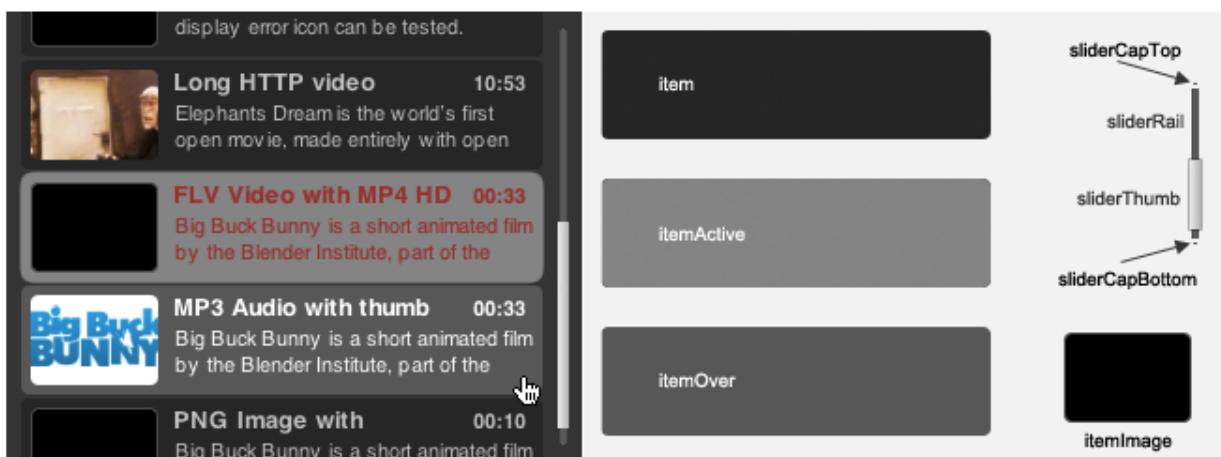 display error icon can be tested.
Long HTTP video 10:53
Elephants Dream is the world's first
open movie, made entirely with open
FLV Video with MP4 HD 00:33
Big Buck Bunny is a short animated film
by the Blender Institute, part of the
Big Buck
BUNNY
MP3 Audio with thumb 00:33
Big Buck Bunny is a short animated film
by the Blender Institute, part of the
PNG Image with 00:10
Big Buck Bunny is a short animated film
item
itemActive
itemOver
sliderCapTop
sliderRail
sliderThumb
sliderCapBottom
itemImage